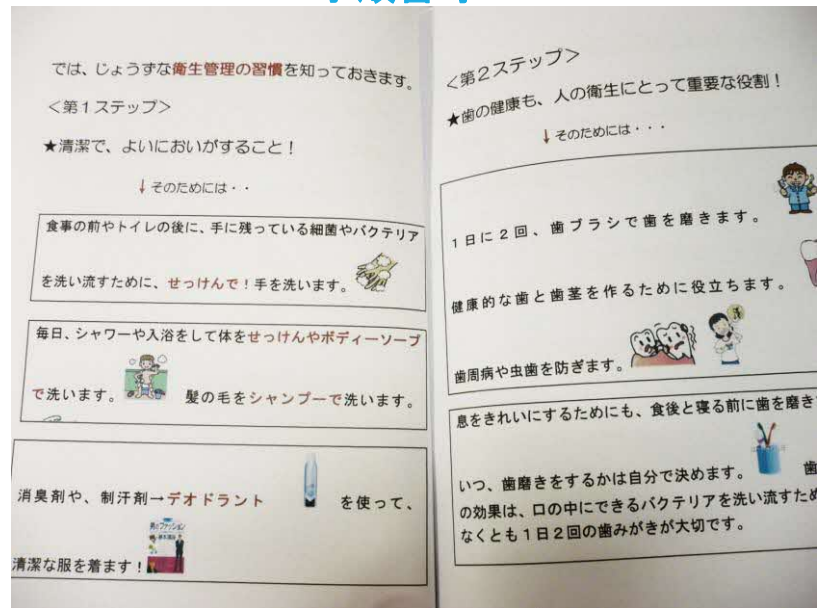 では、じょうずな衛生管理の習慣を知っておきます。
<第1ステップ>
★清潔で、よいにおいがすること！
↓そのためには・・
食事の前やトイレの後に、手に残っている細菌やバクテリア
を洗い流すために、せっけんで！手を洗います。
毎日、シャワーや入浴をして体をせっけんやボディーソープ
で洗います。 髪の毛をシャンプーで洗います。
消臭剤や、制汗剤→デオドラント を使って、
清潔な服を着ます！
<第2ステップ>
★歯の健康も、人の衛生にとって重要な役割！
↓そのためには・・・
1日に2回、歯ブラシで歯を磨きます。
健康的な歯と歯茎を作るために役立ちます。
歯周病や虫歯を防ぎます。
息をきれいにするためにも、食後と寝る前に歯を磨き
いつ、歯磨きをするかは自分で決めます。 歯
の効果は、口の中にできるバクテリアを洗い流すため
なくとも1日2回の歯みがきが大切です。